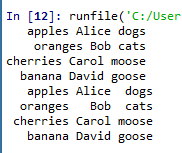 In [12]: runfile('C:/User
  apples Alice dogs
 oranges Bob cats
cherries Carol moose
  banana David goose
  apples Alice  dogs
oranges   Bob  cats
cherries Carol moose
  banana David goose